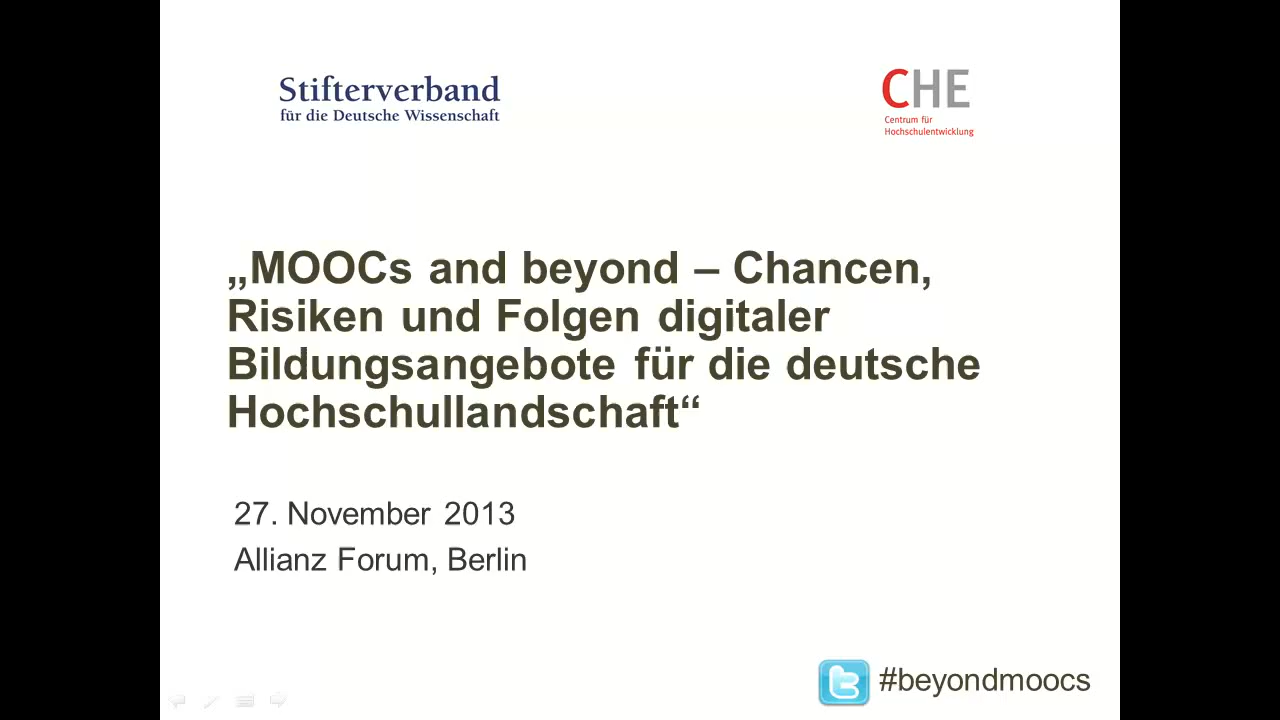 Stifterverband
für die Deutsche Wissenschaft
CHE
Centrum für
Hochschulentwicklung
„MOOCs and beyond – Chancen,
Risiken und Folgen digitaler
Bildungsangebote für die deutsche
Hochschullandschaft“
27. November 2013
Allianz Forum, Berlin
#beyondmoocs